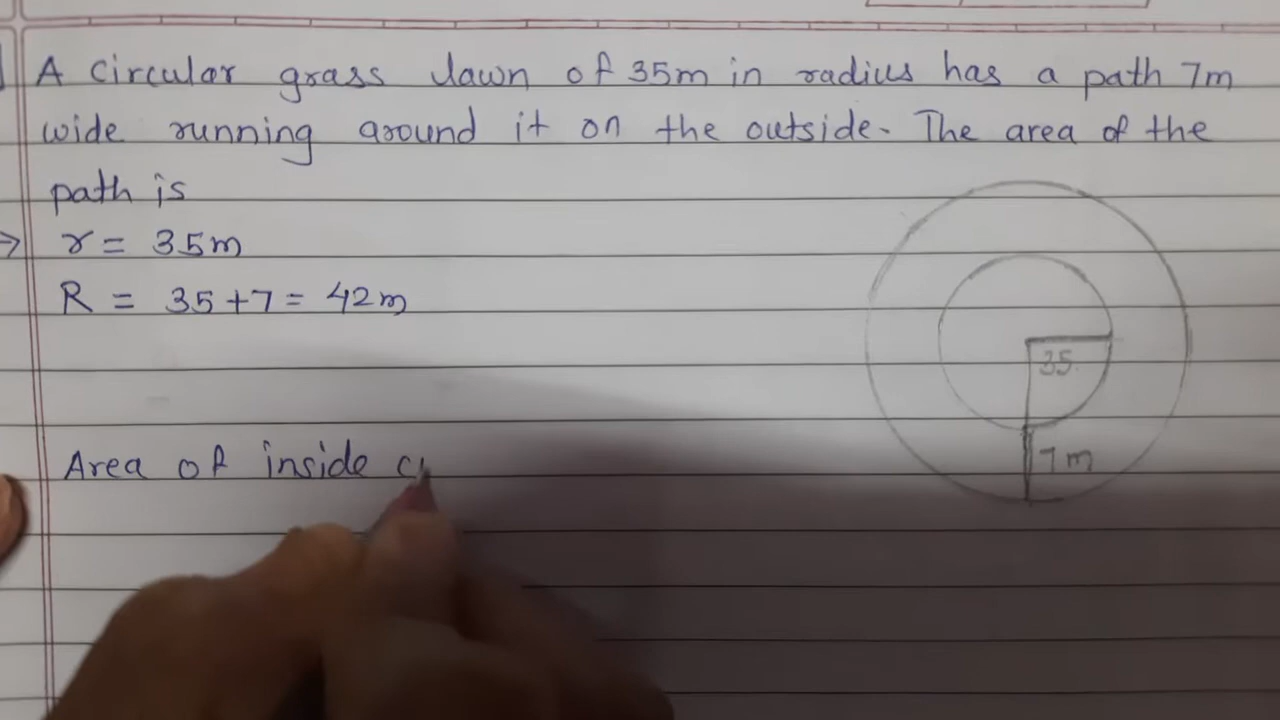 A circular grass lawn of 35m in radius has a path 7m
wide running around it on the outside. The area of the
path is
→ r = 35m
R = 35+7 = 42m
35
7m
Area of inside